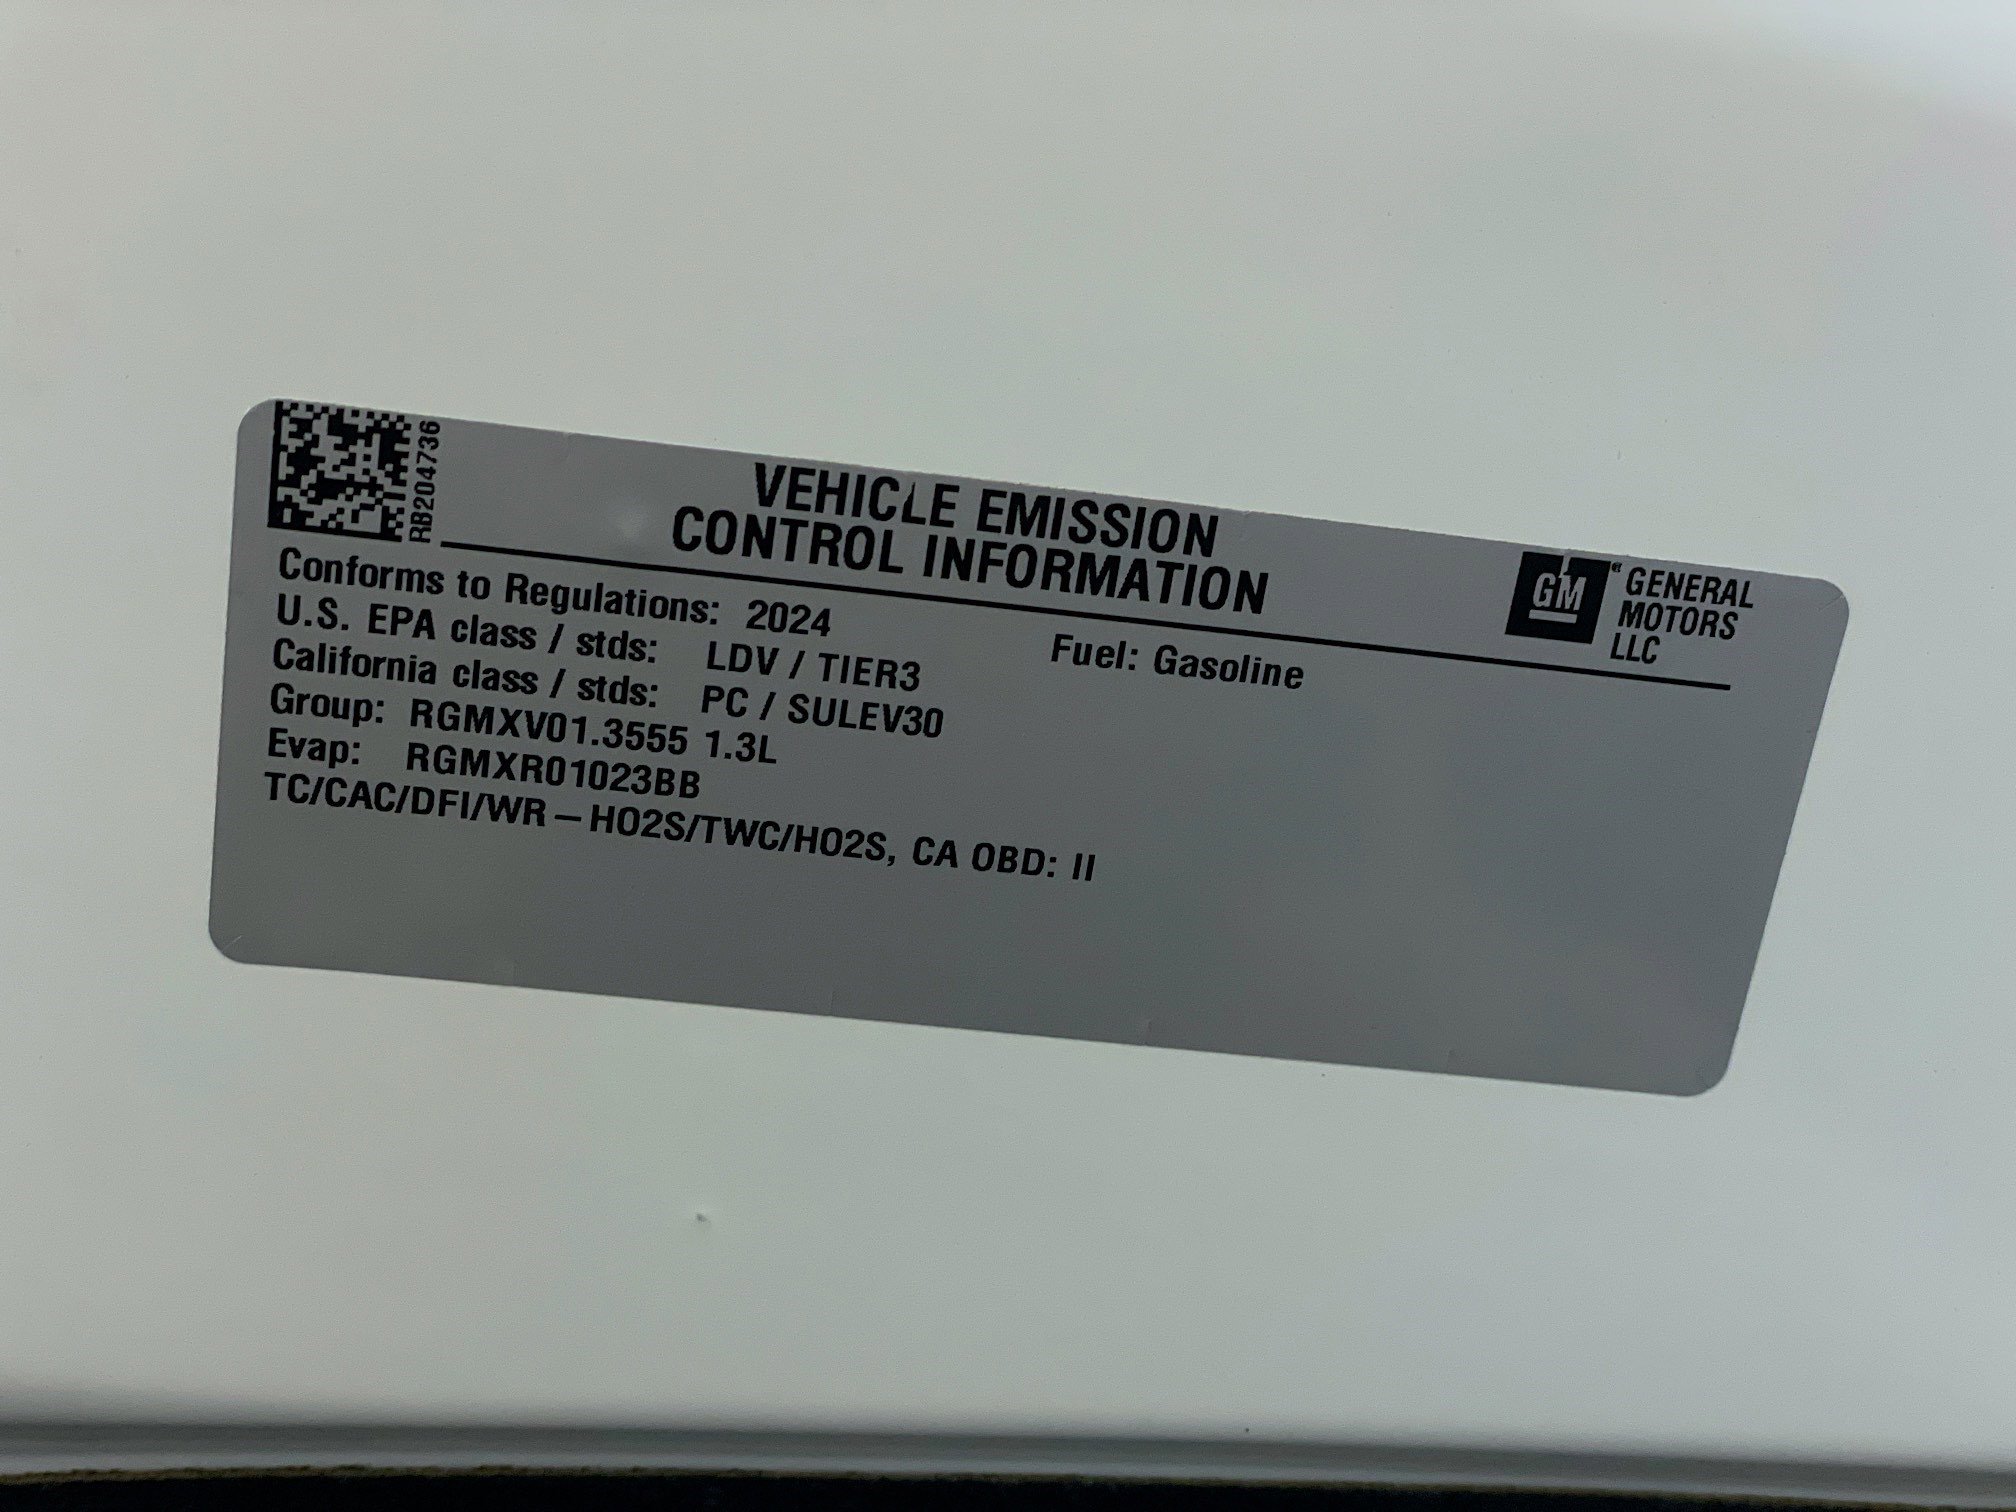 RB204736
VEHICLE EMISSION
CONTROL INFORMATION
GM
® GENERAL
MOTORS
LLC
Conforms to Regulations: 2024
Fuel: Gasoline
U.S. EPA class / stds: LDV / TIER3
California class / stds: PC / SULEV30
Group: RGMXV01.3555 1.3L
Evap: RGMXR01023BB
TC/CAC/DFI/WR – HO2S/TWC/HO2S, CA OBD: II